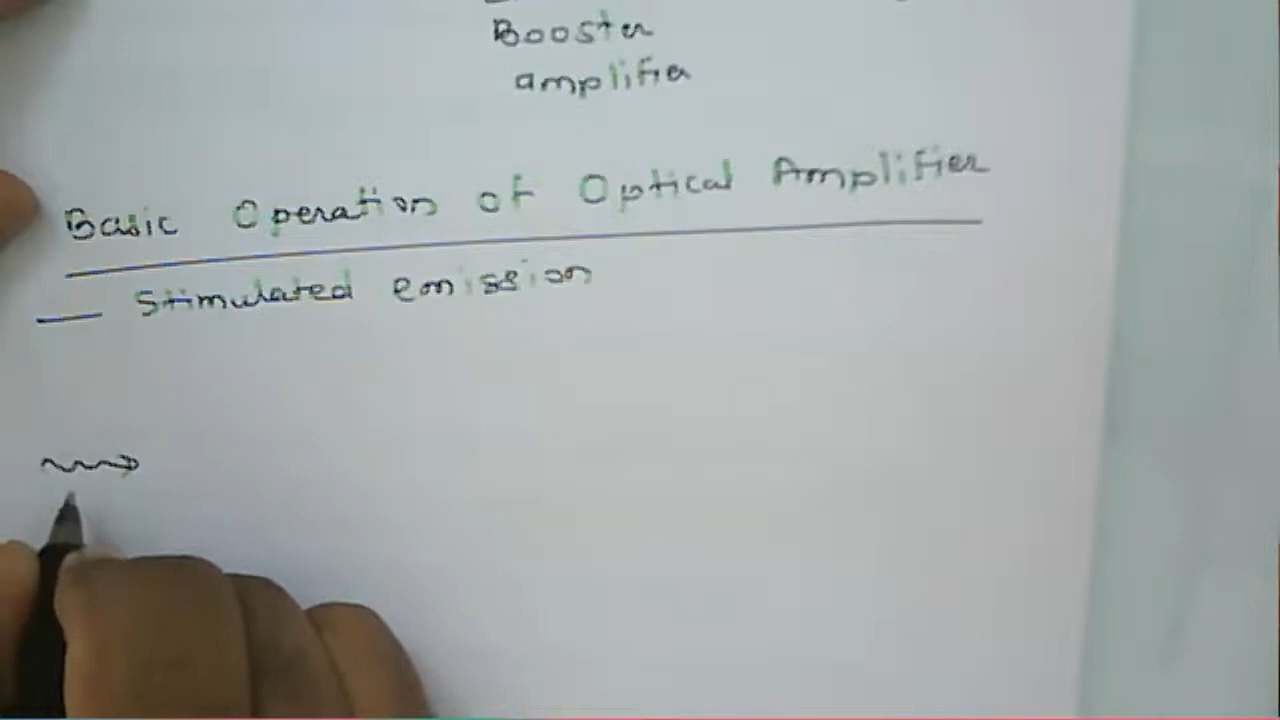 Booster
amplifier
Basic Operation of Optical Amplifier
Stimulated emission